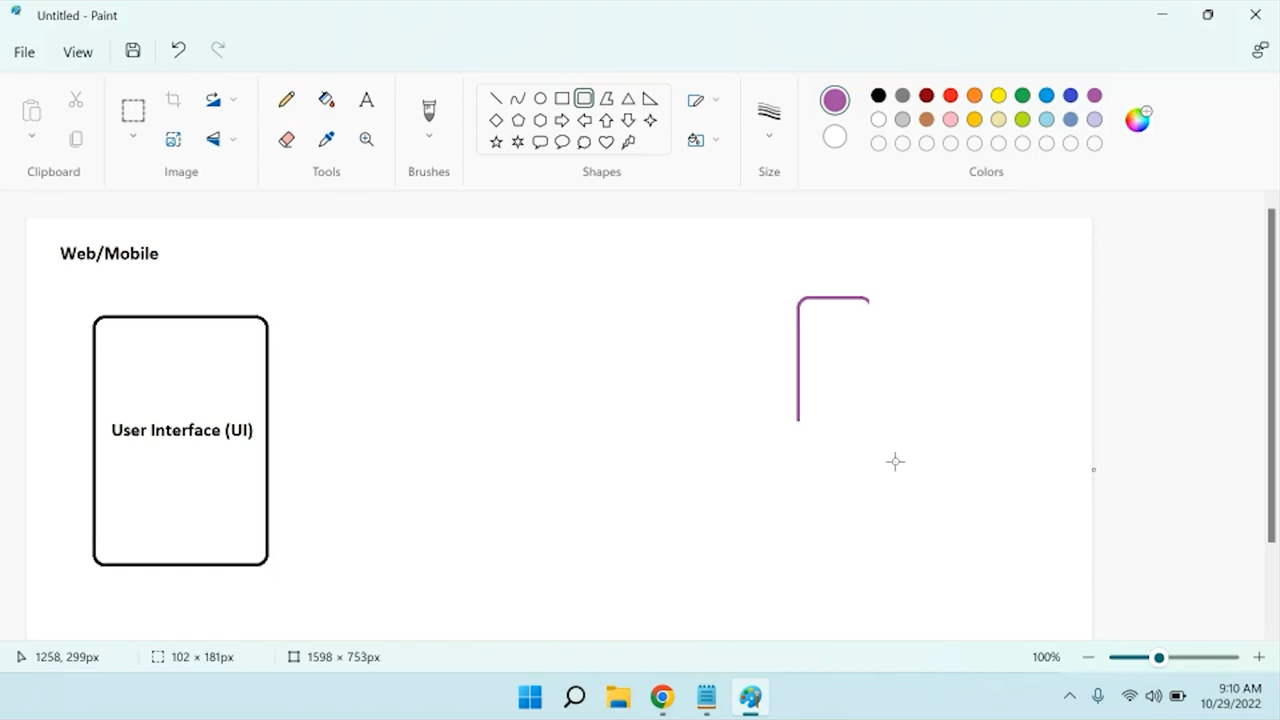 Untitled - Paint
File
View
Clipboard
Image
Tools
Brushes
Shapes
Size
Colors
Web/Mobile
User Interface (UI)
1258, 299px
102 × 181px
1598 × 753px
100%
9:10 AM
10/29/2022